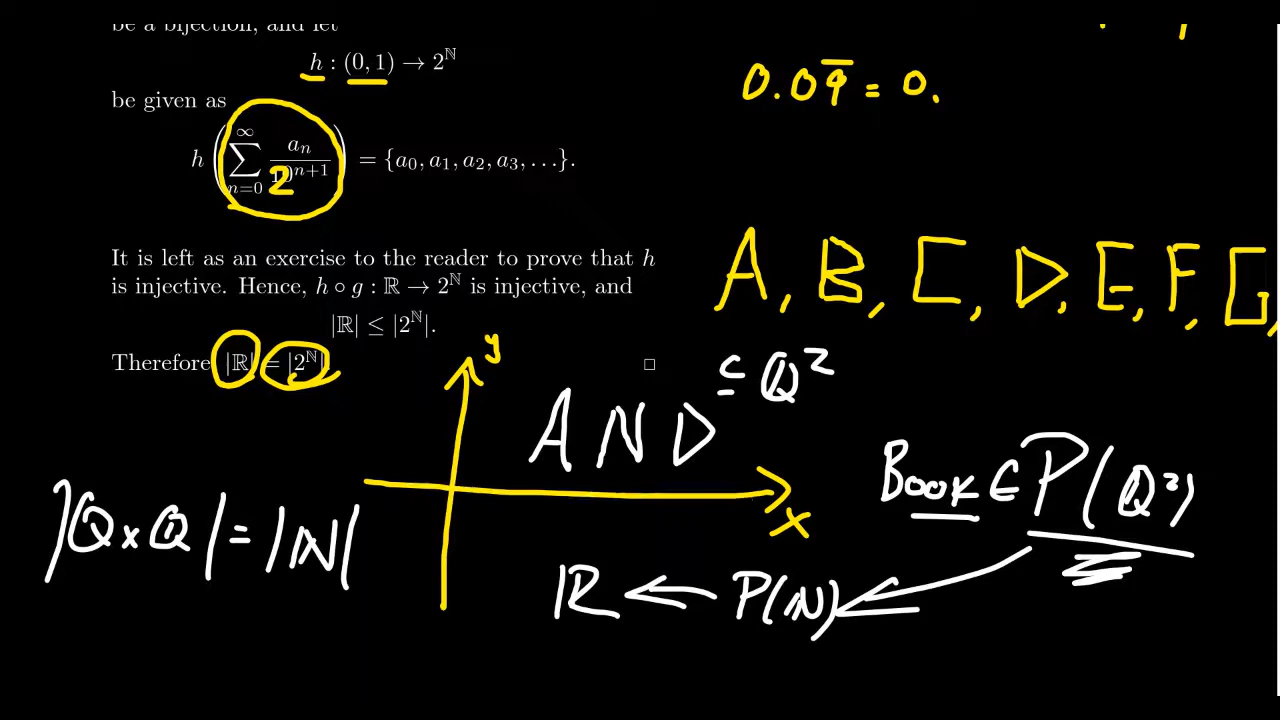 be a bijection, and let
h : (0, 1) → 2^ℕ
be given as
h ( ∑_{n=0}^{∞} a_n / 2^{n+1} ) = {a_0, a_1, a_2, a_3, . . .}.
It is left as an exercise to the reader to prove that h
is injective. Hence, h ∘ g : ℝ → 2^ℕ is injective, and
|ℝ| ≤ |2^ℕ|.
Therefore |ℝ| = |2^ℕ|. □
0.09̅ = 0.
A, B, C, D, E, F, G,
y
AND ⊆ ℚ²
x
Book ∈ P(ℚ²)
|ℚ × ℚ| = |ℕ|
ℝ ← P(ℕ)